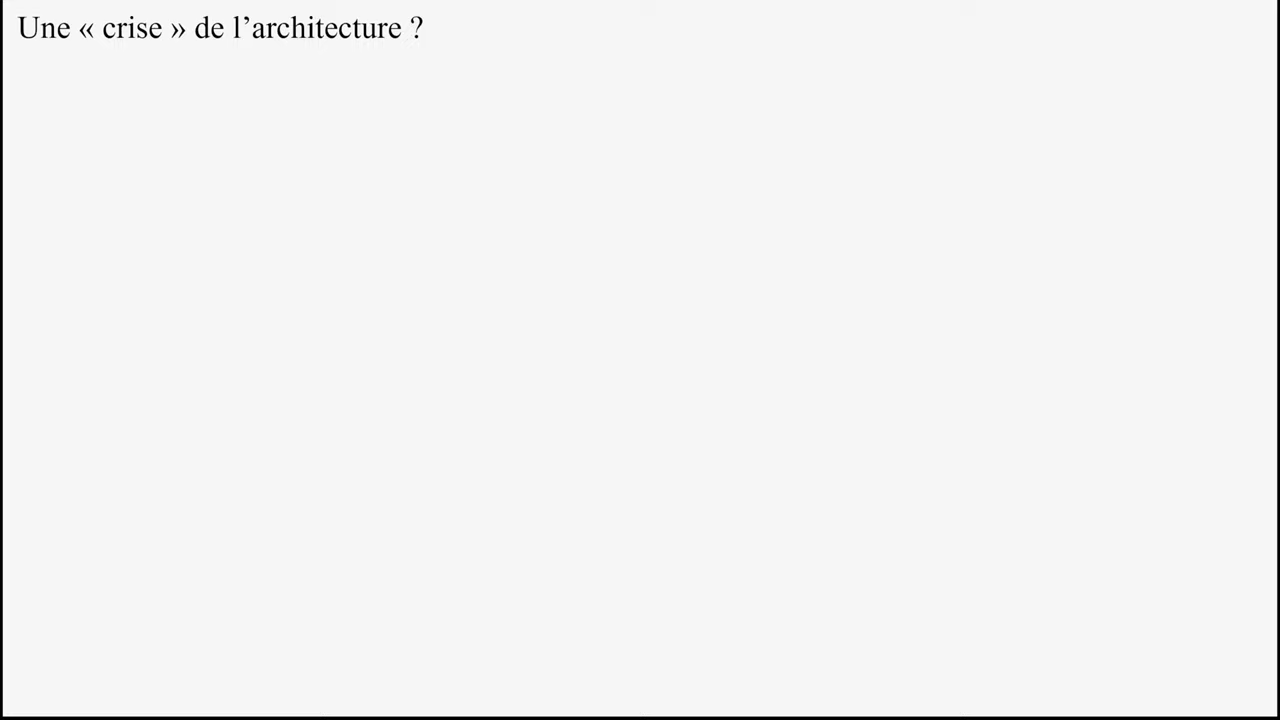 Une « crise » de l’architecture ?